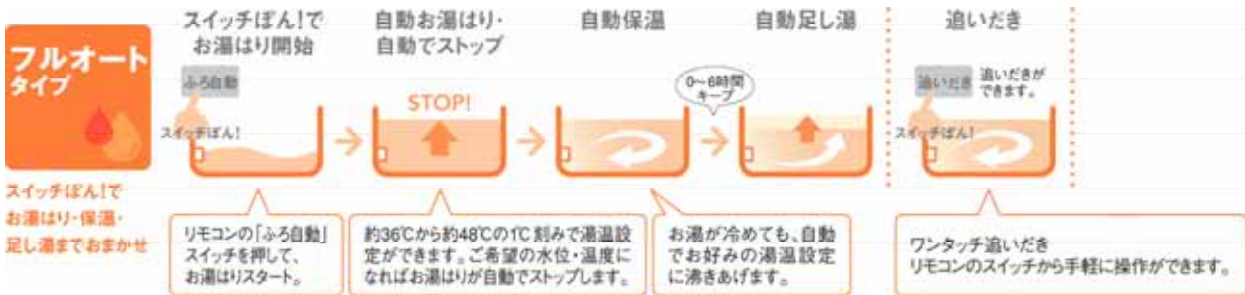 フルオート
タイプ
スイッチぽん!で
お湯はり・保温・
足し湯までおまかせ
スイッチぽん!で
お湯はり開始
ふろ自動
スイッチぽん!
リモコンの「ふろ自動」
スイッチを押して、
お湯はりスタート。
自動お湯はり・
自動でストップ
STOP!
約36℃から約48℃の1℃刻みで湯温設
定ができます。ご希望の水位・温度に
なればお湯はりが自動でストップします。
自動保温
0〜6時間
キープ
お湯が冷めても、自動
でお好みの湯温設定
に沸きあげます。
自動足し湯
追いだき
追いだき
追いだきが
できます。
スイッチぽん!
ワンタッチ追いだき
リモコンのスイッチから手軽に操作ができます。